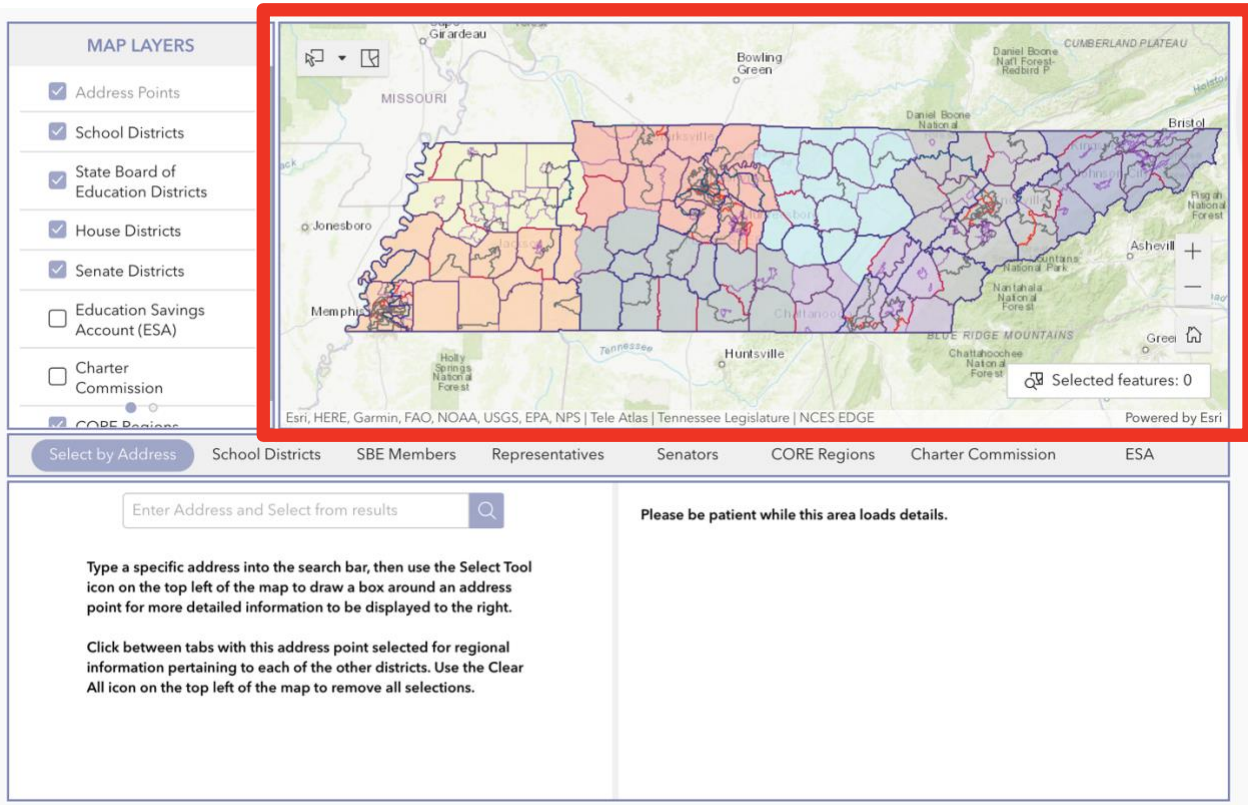 MAP LAYERS
Address Points
School Districts
State Board of
Education Districts
House Districts
Senate Districts
Education Savings
Account (ESA)
Charter
Commission
CORE Regions
Girardeau
MISSOURI
Bowling
Green
Daniel Boone
Nat'l Forest-
Redbird P
CUMBERLAND PLATEAU
Holston
Daniel Boone
National
Bristol
Jonesboro
Jackson
Memphis
Johnson City
Pisgah
National
Forest
Ashevill
National Park
Nantahala
National
Forest
Chattanooga
BLUE RIDGE MOUNTAINS
Gree
Tennessee
Huntsville
Holly
Springs
National
Forest
Chattahoochee
National
Forest
Selected features: 0
Esri, HERE, Garmin, FAO, NOAA, USGS, EPA, NPS | Tele Atlas | Tennessee Legislature | NCES EDGE
Powered by Esri
Select by Address School Districts SBE Members Representatives Senators CORE Regions Charter Commission ESA
Enter Address and Select from results
Type a specific address into the search bar, then use the Select Tool
icon on the top left of the map to draw a box around an address
point for more detailed information to be displayed to the right.
Click between tabs with this address point selected for regional
information pertaining to each of the other districts. Use the Clear
All icon on the top left of the map to remove all selections.
Please be patient while this area loads details.